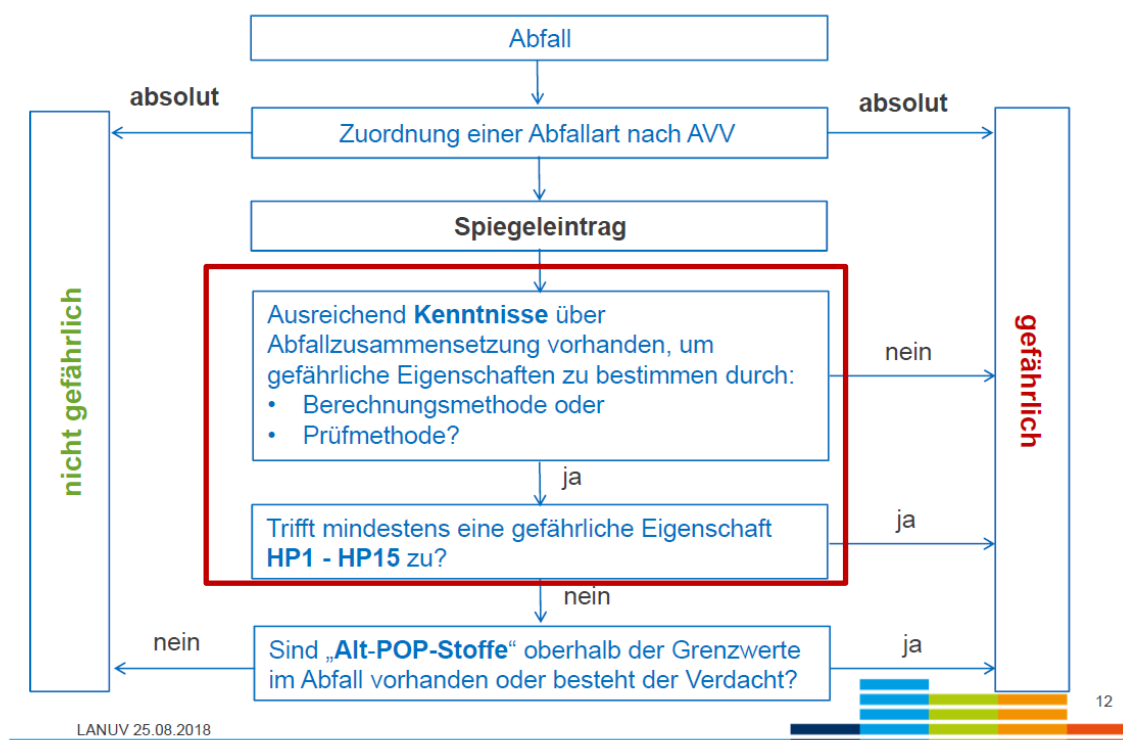 Abfall
absolut
absolut
Zuordnung einer Abfallart nach AVV
Spiegeleintrag
nicht gefährlich
gefährlich
Ausreichend Kenntnisse über
Abfallzusammensetzung vorhanden, um
gefährliche Eigenschaften zu bestimmen durch:
• Berechnungsmethode oder
• Prüfmethode?
nein
ja
Trifft mindestens eine gefährliche Eigenschaft
HP1 - HP15 zu?
ja
nein
nein
Sind „Alt-POP-Stoffe“ oberhalb der Grenzwerte
im Abfall vorhanden oder besteht der Verdacht?
ja
12
LANUV 25.08.2018